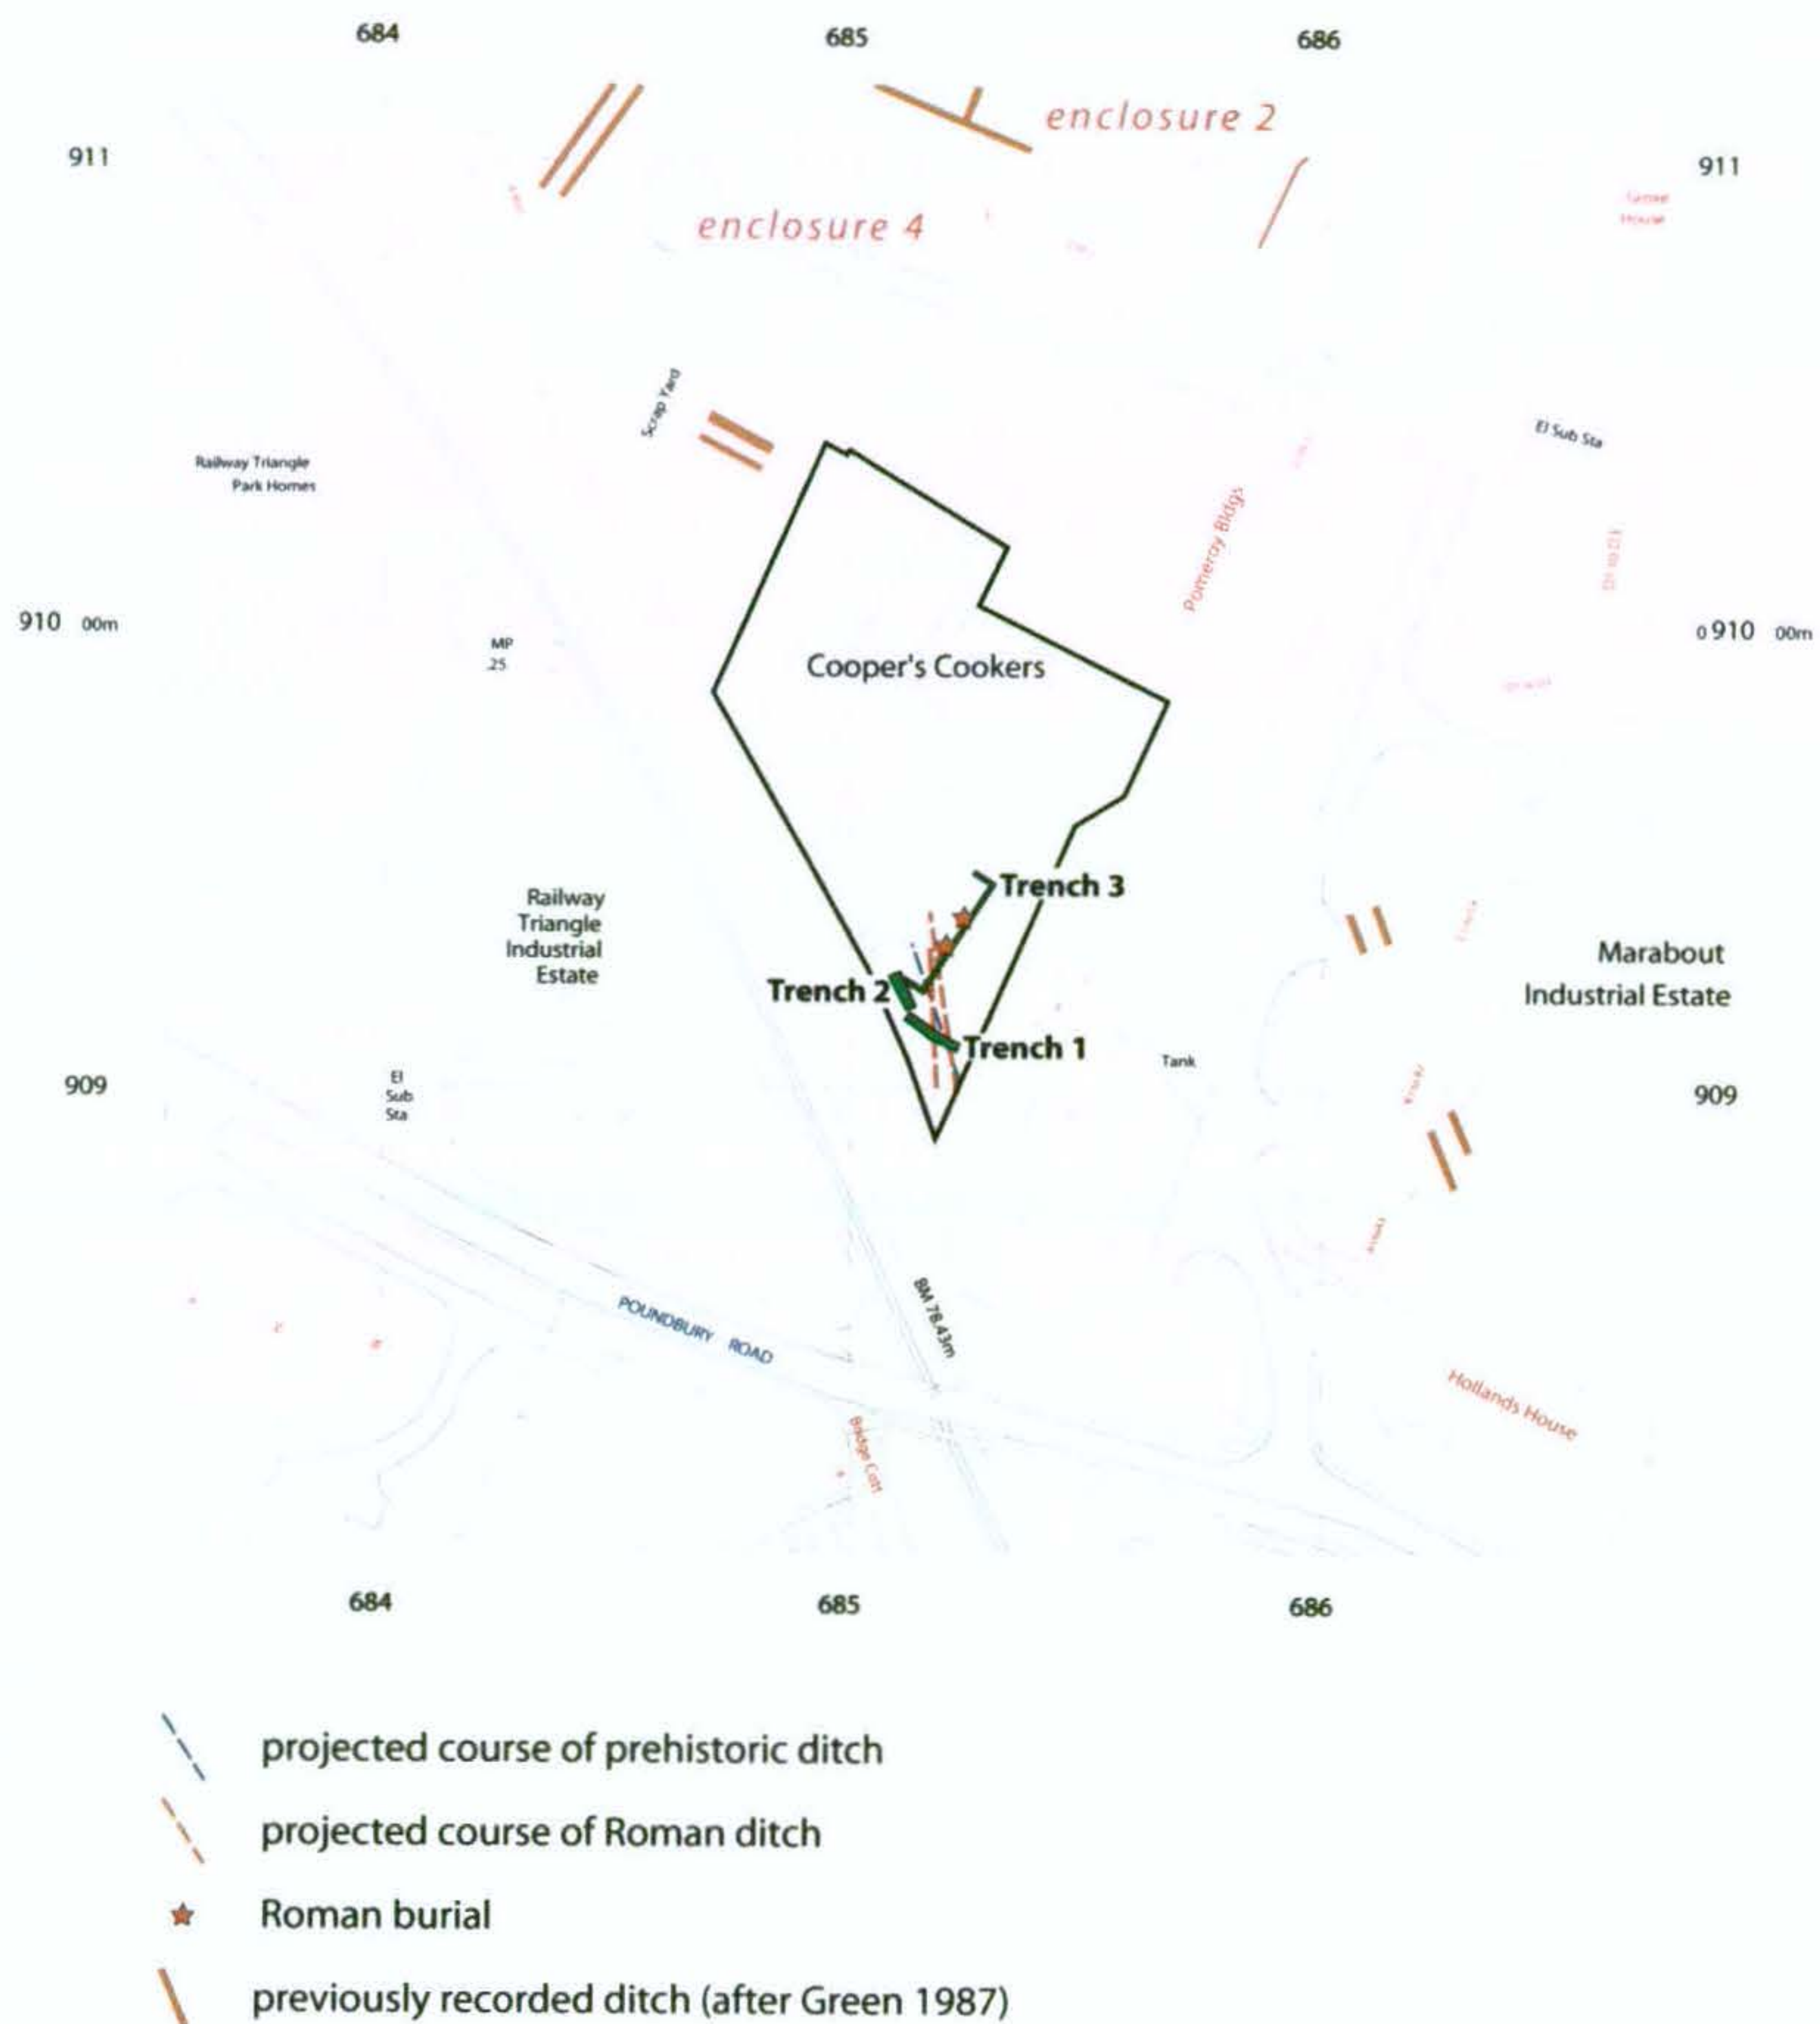 684 685 686
enclosure 2
911 911
enclosure 4
Scrap Yard
El Sub Sta
Railway Triangle
Park Homes
Pomeroy Bldgs
910 00m
0 910 00m
MP
.25
Cooper's Cookers
Trench 3
Railway
Triangle
Industrial
Estate
Marabout
Industrial Estate
Trench 2
Trench 1
Tank
El
Sub
Sta
909 909
BM 78.43m
POUNDBURY ROAD
Hollands House
Bridge Cott
684 685 686
projected course of prehistoric ditch
projected course of Roman ditch
Roman burial
previously recorded ditch (after Green 1987)